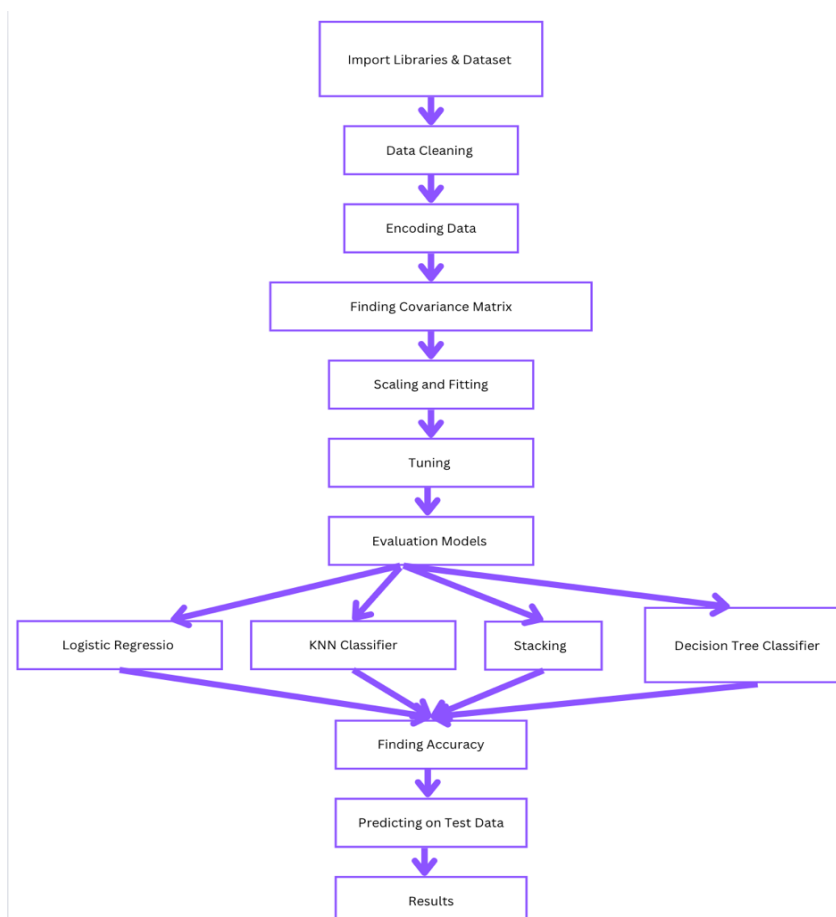 Import Libraries & Dataset
Data Cleaning
Encoding Data
Finding Covariance Matrix
Scaling and Fitting
Tuning
Evaluation Models
Logistic Regressio
KNN Classifier
Stacking
Decision Tree Classifier
Finding Accuracy
Predicting on Test Data
Results